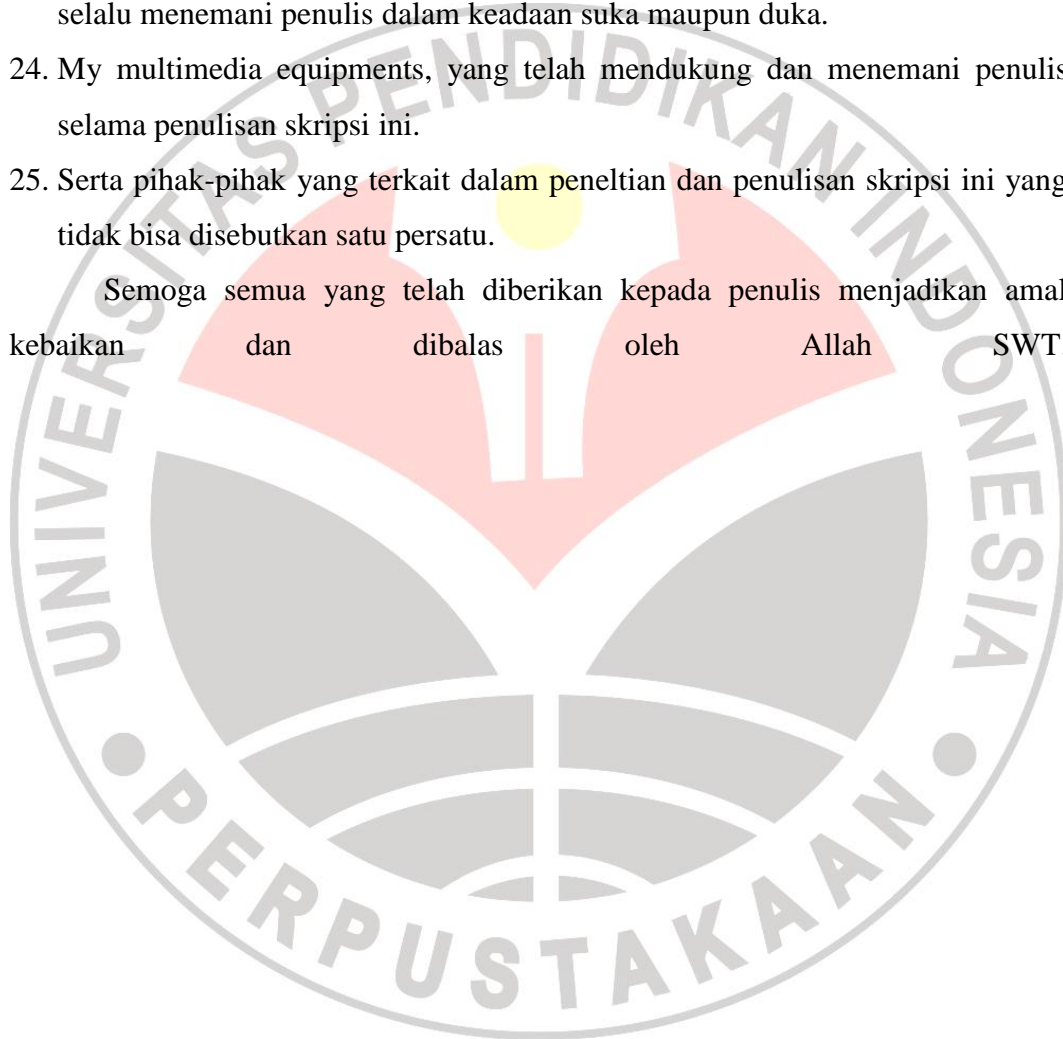 selalu menemani penulis dalam keadaan suka maupun duka.
24. My multimedia equipments, yang telah mendukung dan menemani penulis
selama penulisan skripsi ini.
25. Serta pihak-pihak yang terkait dalam peneltian dan penulisan skripsi ini yang
tidak bisa disebutkan satu persatu.
Semoga semua yang telah diberikan kepada penulis menjadikan amal
kebaikan dan dibalas oleh Allah SWT.
UNIVERSITAS PENDIDIKAN INDONESIA
PERPUSTAKAAN